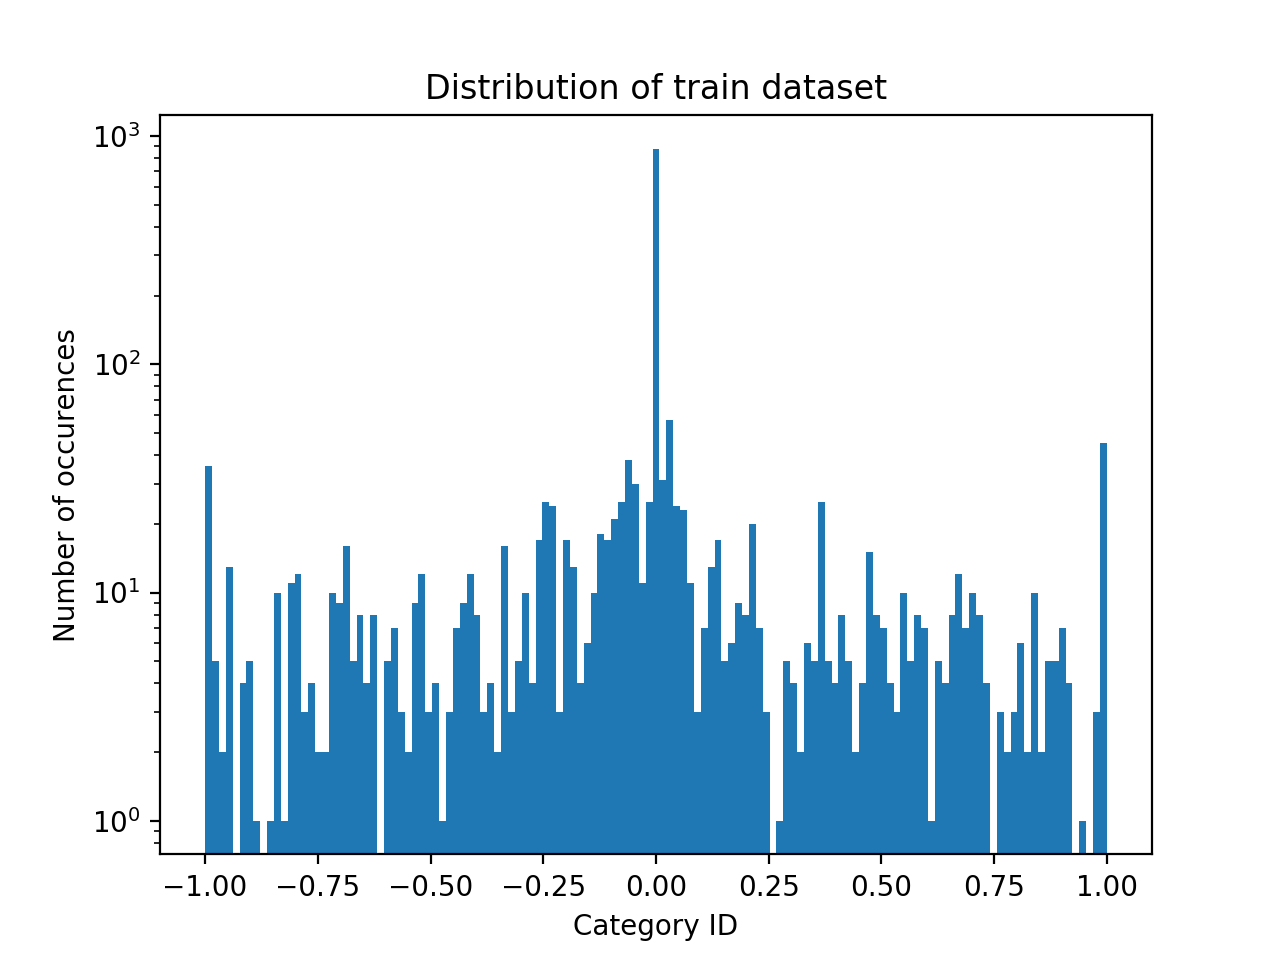 Distribution of train dataset
10³
10²
10¹
10⁰
Number of occurences
−1.00 −0.75 −0.50 −0.25 0.00 0.25 0.50 0.75 1.00
Category ID